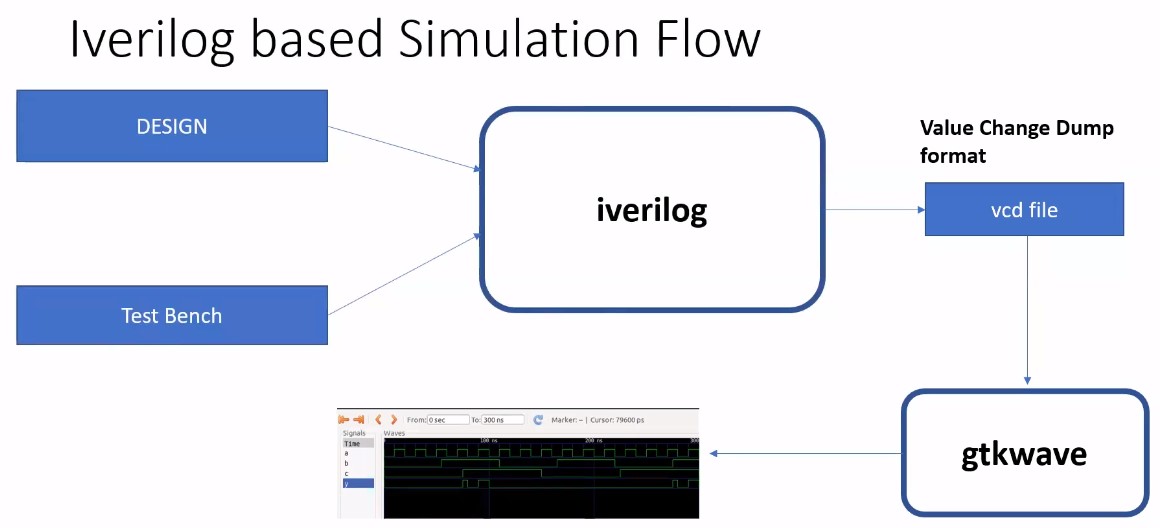 Iverilog based Simulation Flow
DESIGN
Test Bench
iverilog
Value Change Dump
format
vcd file
gtkwave
From: 0 sec To: 300 ns Marker: -- | Cursor: 79600 ps
Signals Waves
Time 100 ns 200 ns 300
a
b
c
y